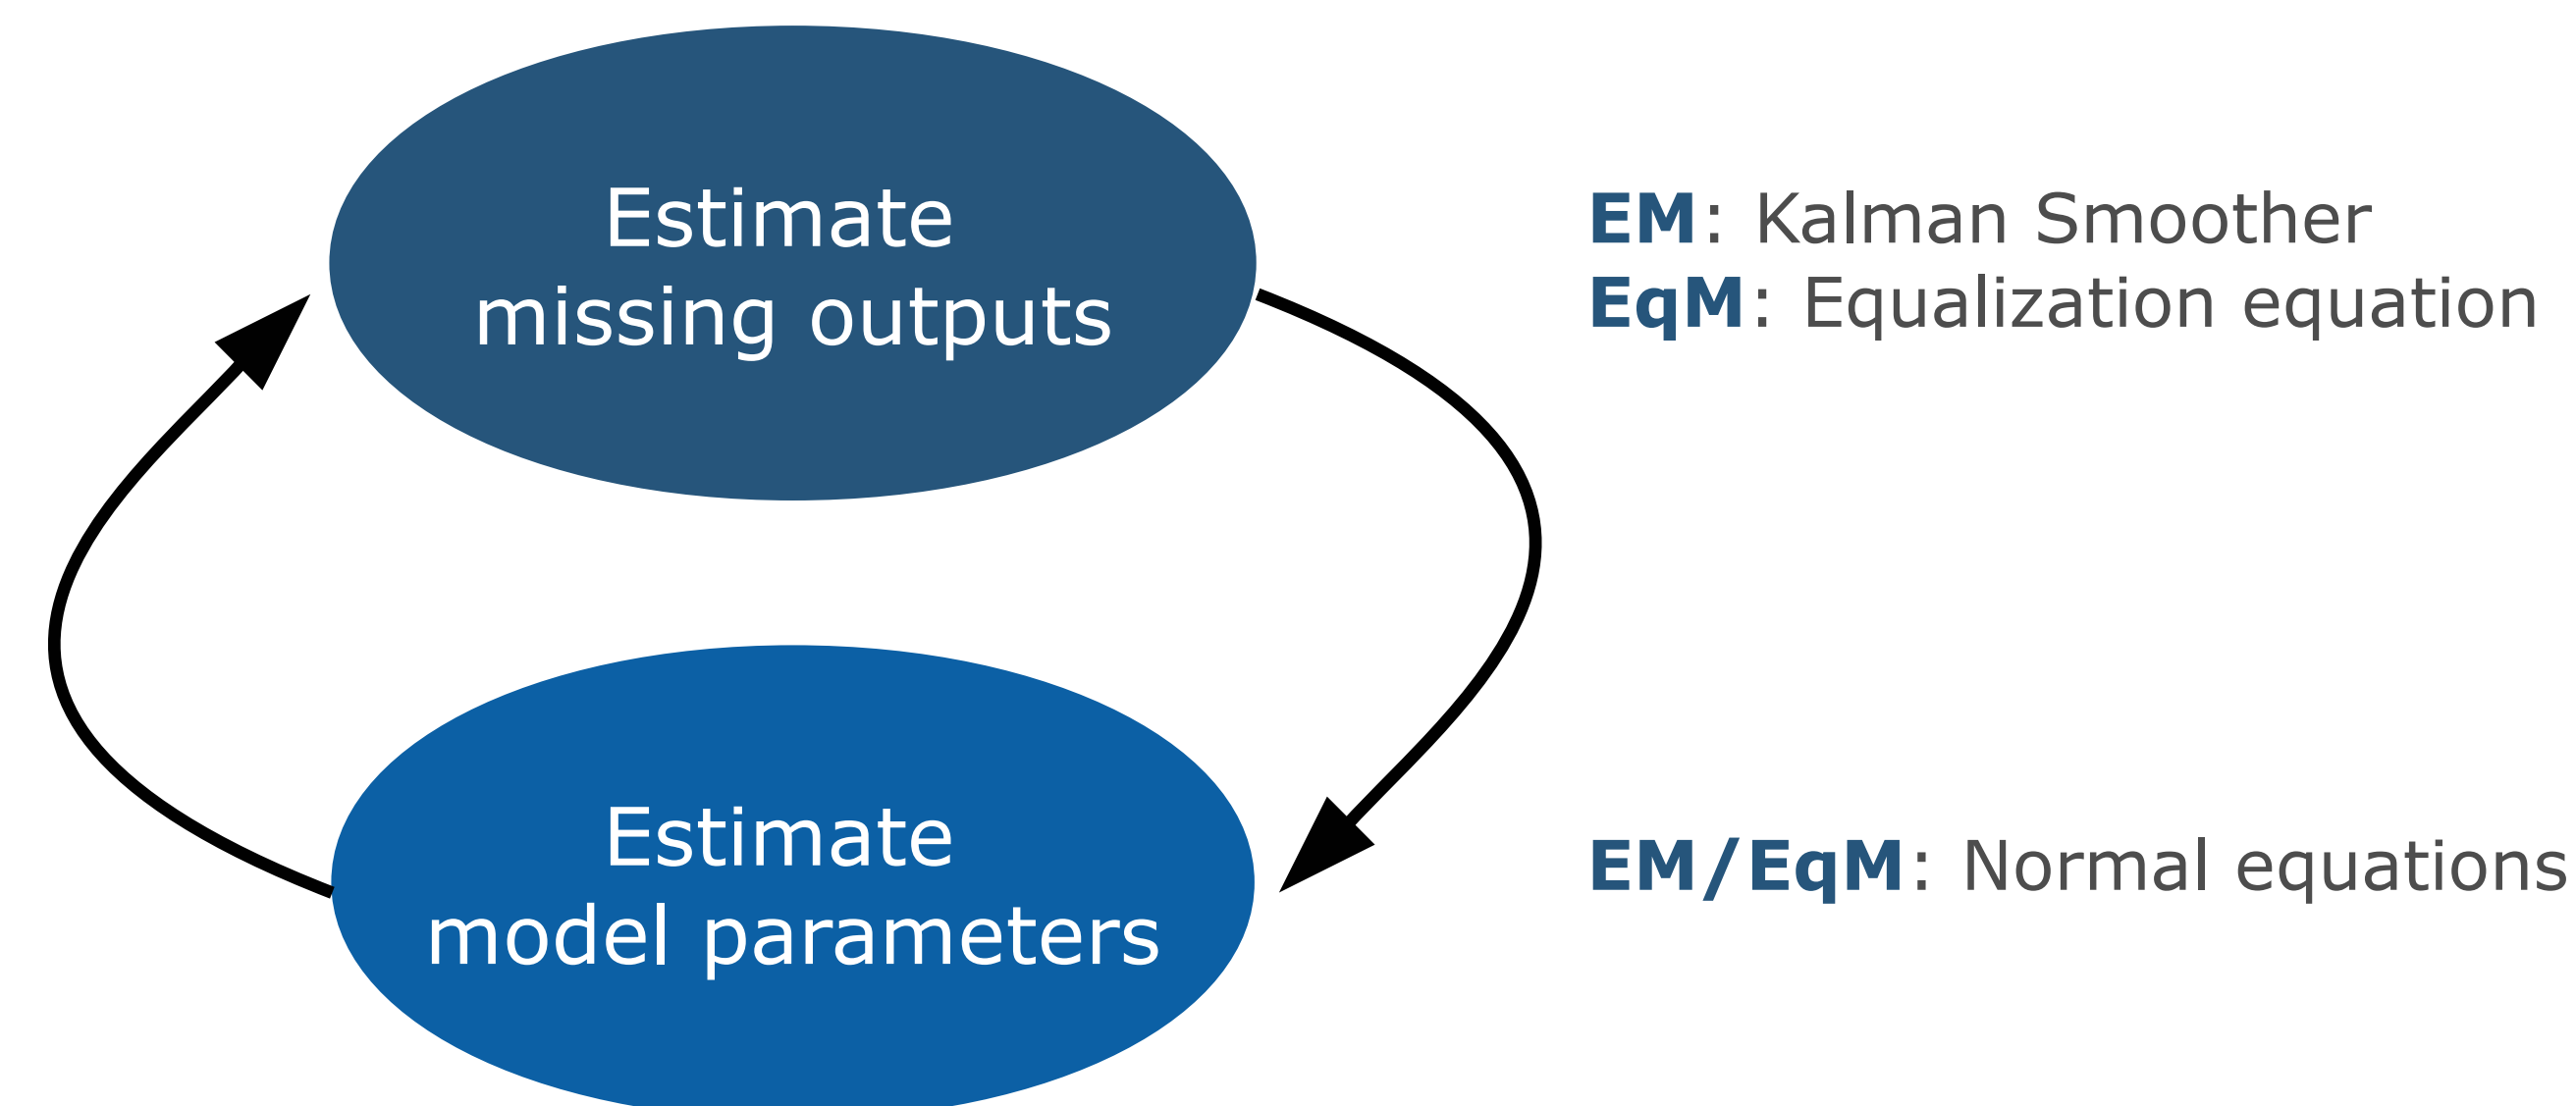 Estimate
missing outputs
EM: Kalman Smoother
EqM: Equalization equation
Estimate
model parameters
EM/EqM: Normal equations